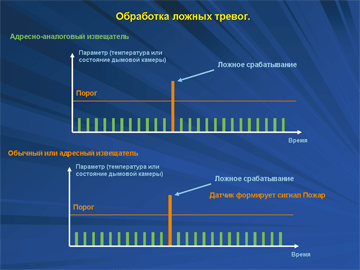 Обработка ложных тревог.
Адресно-аналоговый извещатель
Параметр (температура или
состояние дымовой камеры)
Ложное срабатывание
Порог
Время
Обычный или адресный извещатель
Параметр (температура или
состояние дымовой камеры)
Ложное срабатывание
Датчик формирует сигнал Пожар
Порог
Время